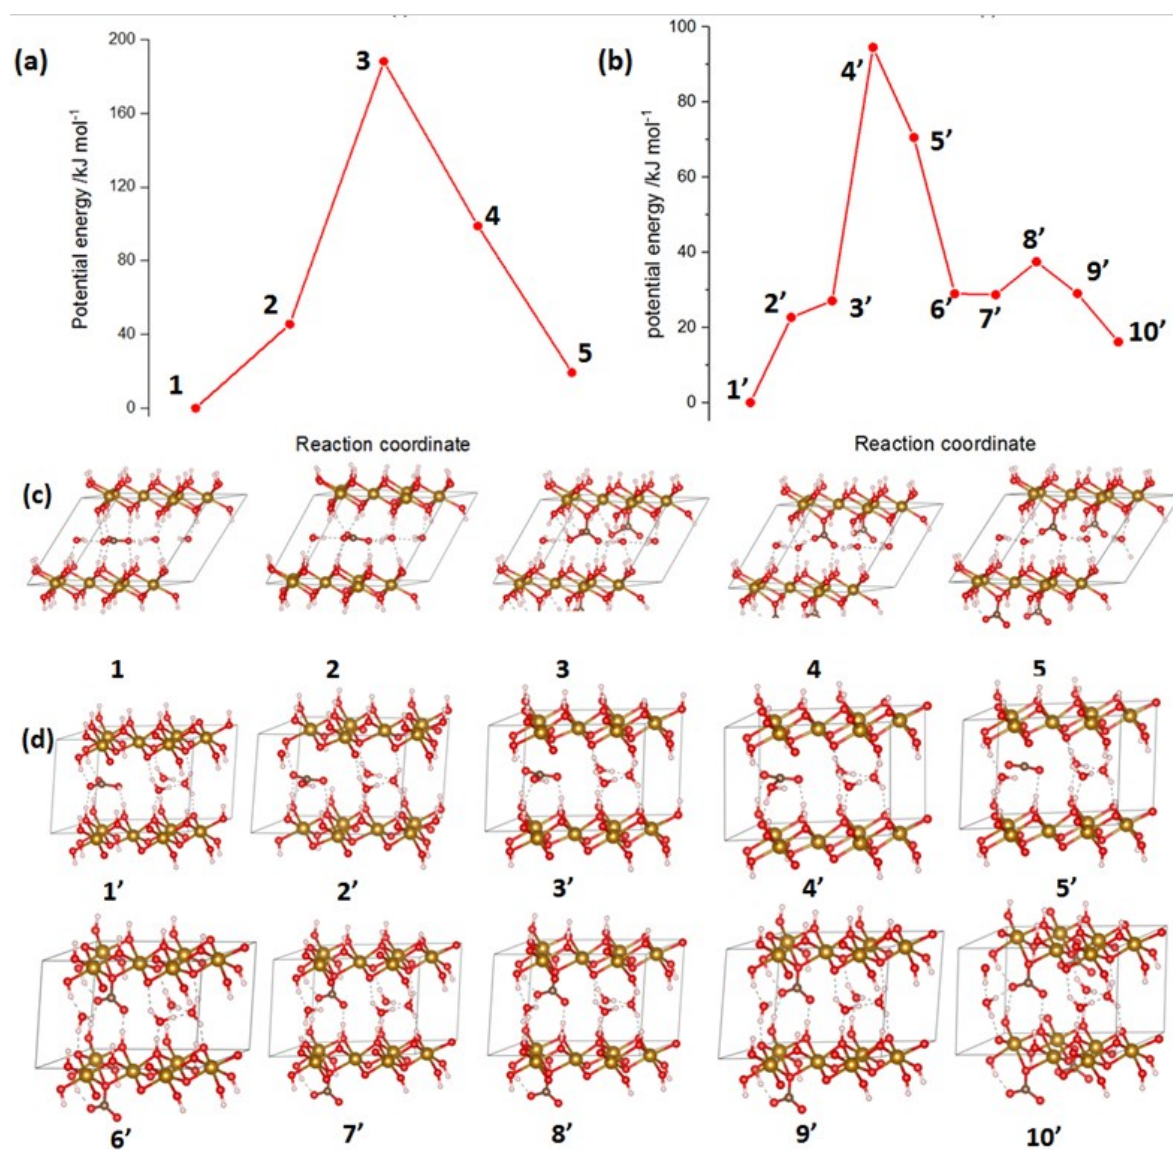 (a)
200
160
120
80
40
0
Potential energy /kJ mol⁻¹
1
2
3
4
5
Reaction coordinate
(b)
100
80
60
40
20
0
potential energy /kJ mol⁻¹
1’
2’
3’
4’
5’
6’
7’
8’
9’
10’
Reaction coordinate
(c)
1 2 3 4 5
(d)
1’ 2’ 3’ 4’ 5’
6’ 7’ 8’ 9’ 10’